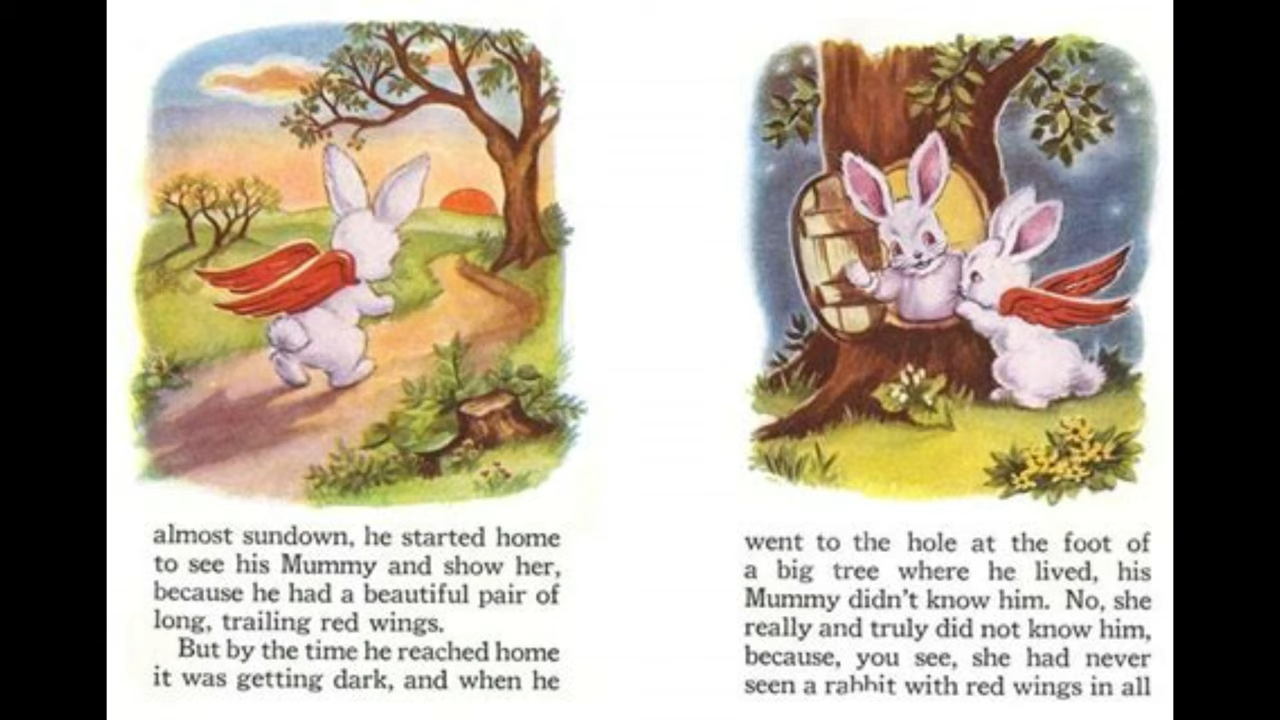 almost sundown, he started home
to see his Mummy and show her,
because he had a beautiful pair of
long, trailing red wings.
But by the time he reached home
it was getting dark, and when he
went to the hole at the foot of
a big tree where he lived, his
Mummy didn't know him. No, she
really and truly did not know him,
because, you see, she had never
seen a rabbit with red wings in all